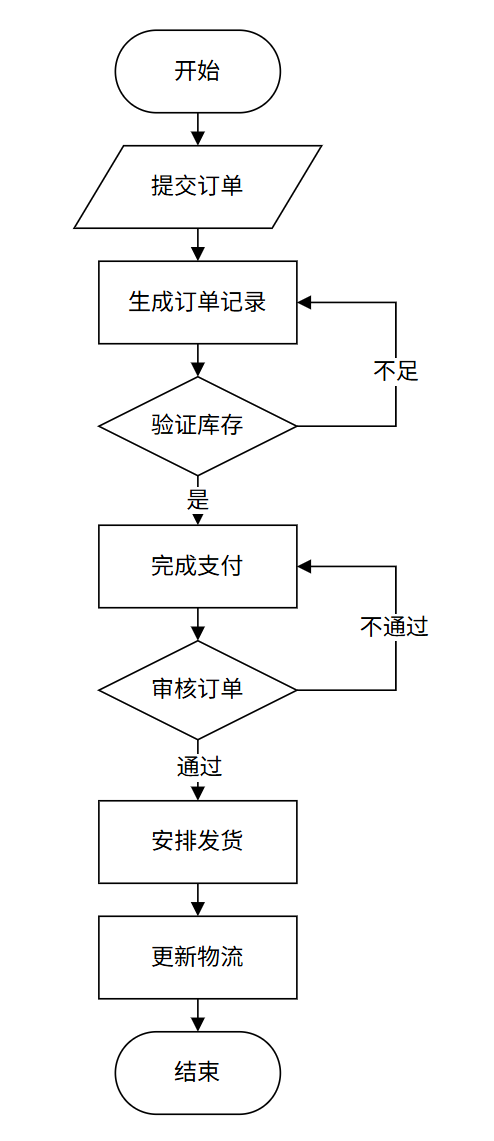 开始
提交订单
生成订单记录
不足
验证库存
是
完成支付
不通过
审核订单
通过
安排发货
更新物流
结束